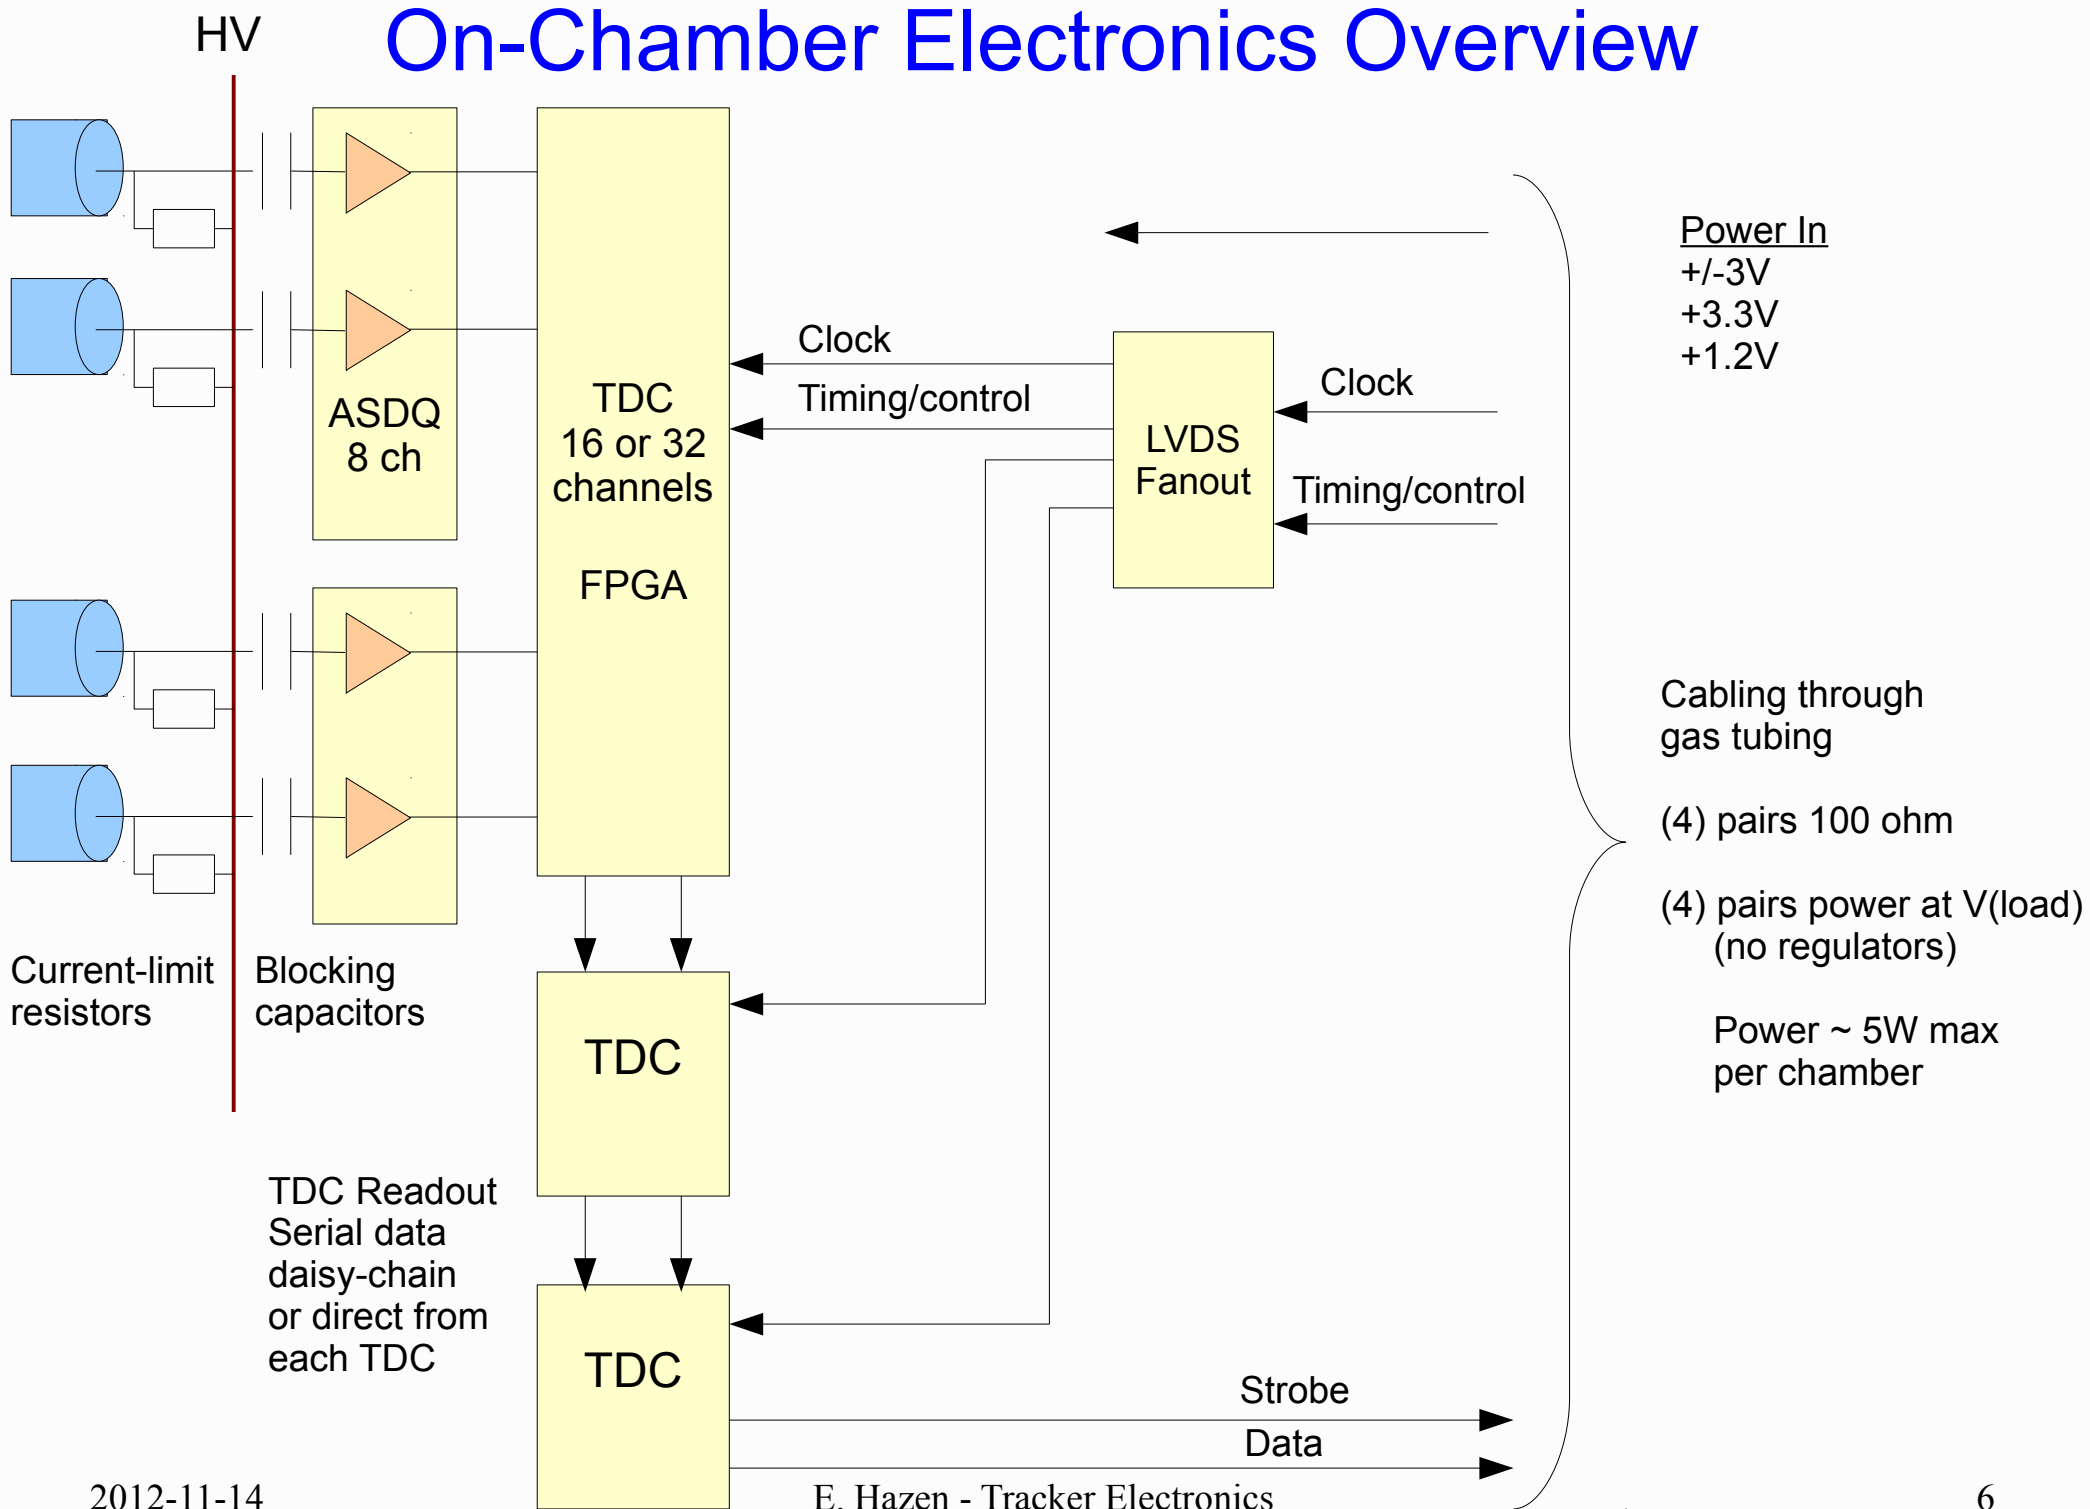 On-Chamber Electronics Overview
HV
Power In
+/-3V
+3.3V
+1.2V
Clock
Timing/control
Clock
Timing/control
ASDQ
8 ch
TDC
16 or 32
channels
FPGA
LVDS
Fanout
Cabling through
gas tubing
(4) pairs 100 ohm
(4) pairs power at V(load)
(no regulators)
Power ~ 5W max
per chamber
Current-limit
resistors
Blocking
capacitors
TDC
TDC Readout
Serial data
daisy-chain
or direct from
each TDC
TDC
Strobe
Data
2012-11-14
E. Hazen - Tracker Electronics
6